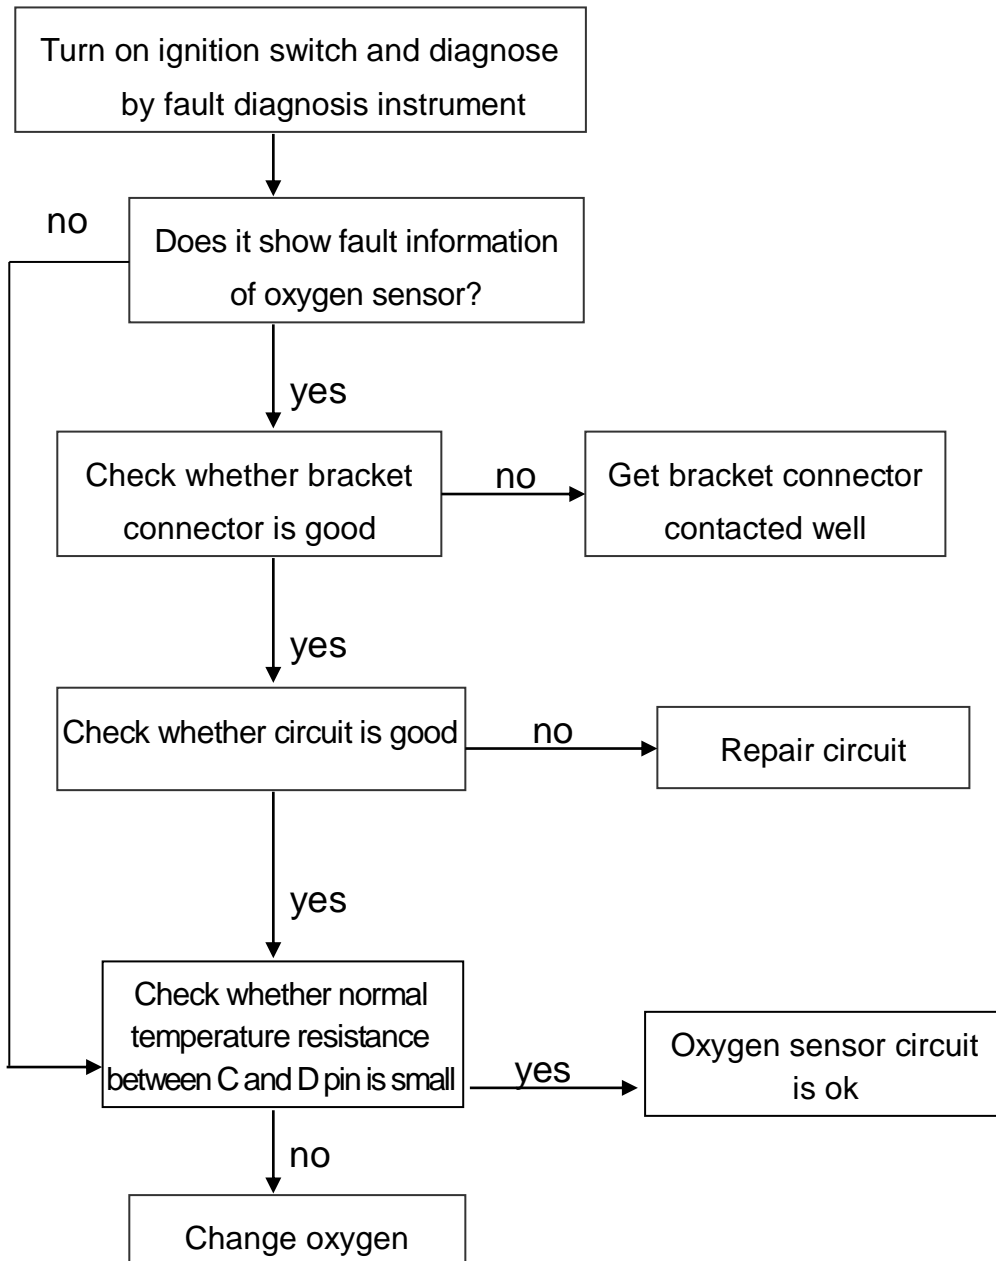 Turn on ignition switch and diagnose
by fault diagnosis instrument
no
Does it show fault information
of oxygen sensor?
yes
Check whether bracket
connector is good
no
Get bracket connector
contacted well
yes
Check whether circuit is good
no
Repair circuit
yes
Check whether normal
temperature resistance
between C and D pin is small
yes
Oxygen sensor circuit
is ok
no
Change oxygen